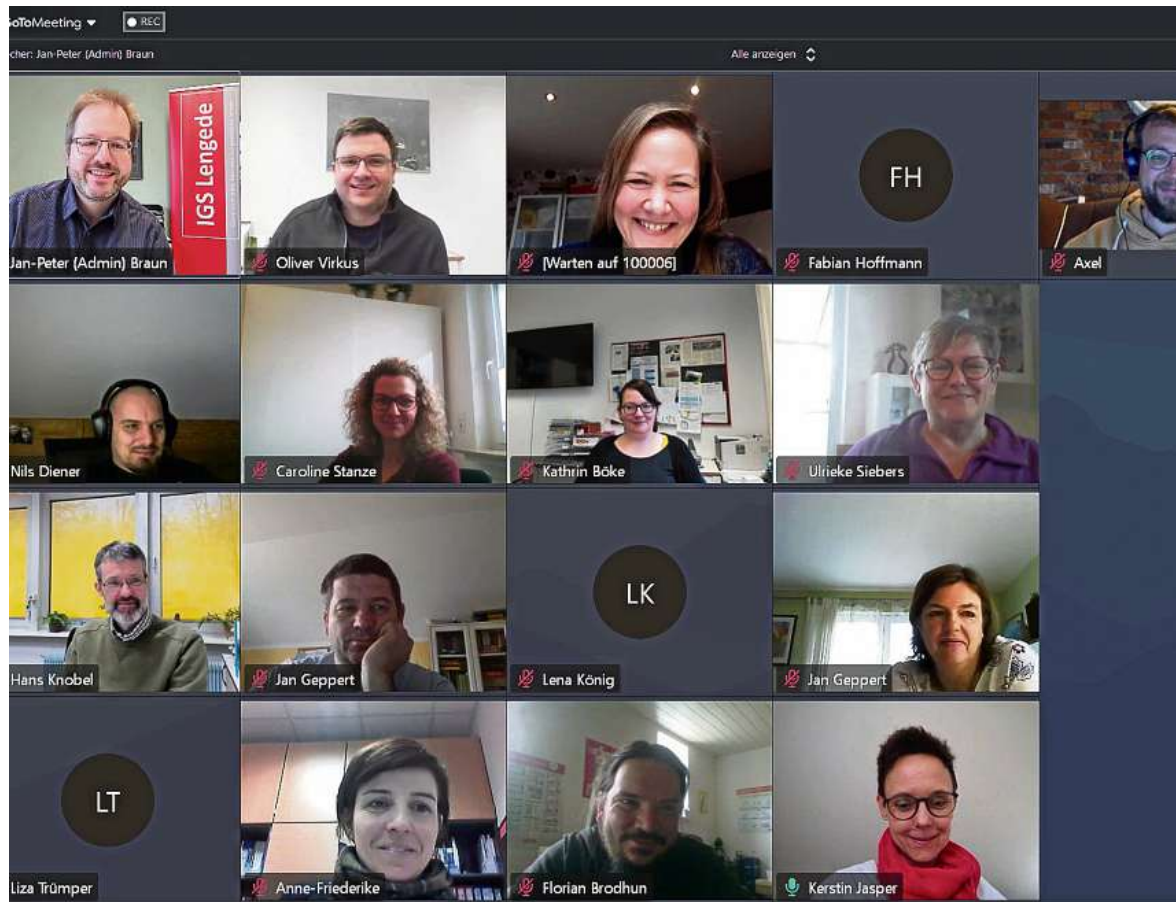 GoToMeeting
REC
cher: Jan-Peter (Admin) Braun
Alle anzeigen
IGS Lengede
Jan-Peter (Admin) Braun
Oliver Virkus
[Warten auf 100006]
FH
Fabian Hoffmann
Axel
Nils Diener
Caroline Stanze
Kathrin Böke
Ulrieke Siebers
Hans Knobel
Jan Geppert
LK
Lena König
Jan Geppert
LT
Liza Trümper
Anne-Friederike
Florian Brodhun
Kerstin Jasper